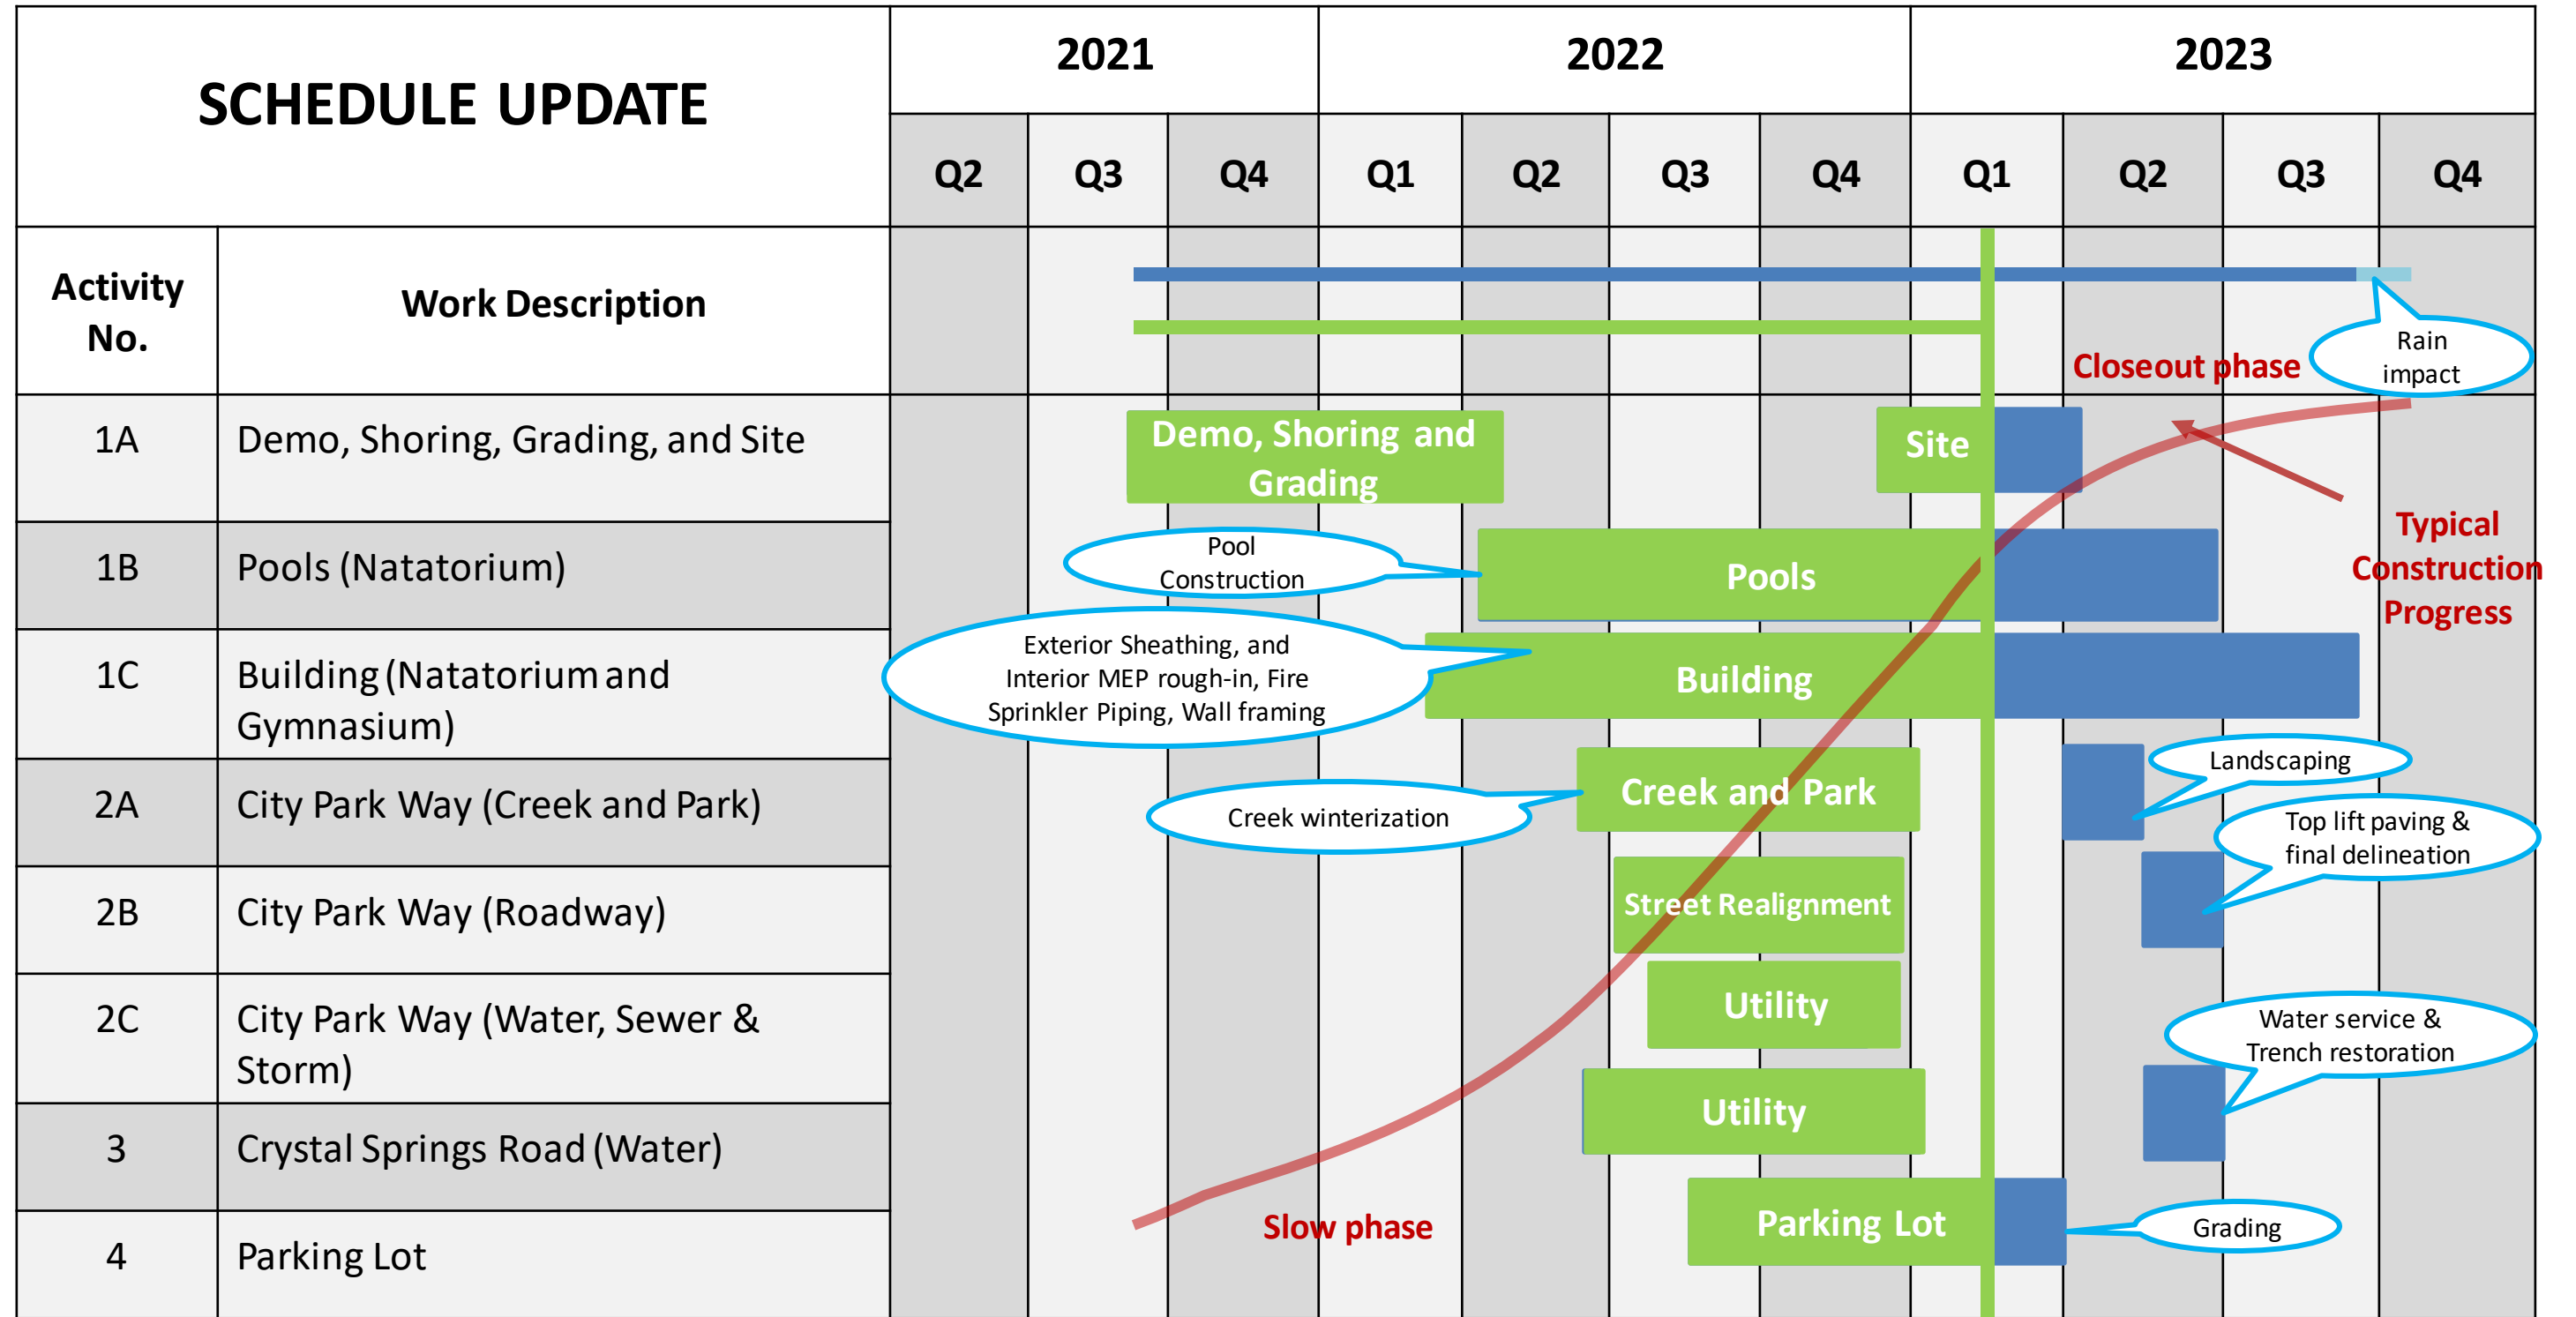 SCHEDULE UPDATE
2021
2022
2023
Q2
Q3
Q4
Q1
Q2
Q3
Q4
Q1
Q2
Q3
Q4
Activity
No.
Work Description
Rain
impact
Closeout phase
1A
Demo, Shoring, Grading, and Site
Demo, Shoring and
Grading
Site
Typical
Construction
Progress
1B
Pools (Natatorium)
Pool
Construction
Pools
1C
Building (Natatorium and
Gymnasium)
Exterior Sheathing, and
Interior MEP rough-in, Fire
Sprinkler Piping, Wall framing
Building
2A
City Park Way (Creek and Park)
Creek winterization
Creek and Park
Landscaping
Top lift paving &
final delineation
2B
City Park Way (Roadway)
Street Realignment
2C
City Park Way (Water, Sewer &
Storm)
Utility
Water service &
Trench restoration
3
Crystal Springs Road (Water)
Utility
4
Parking Lot
Slow phase
Parking Lot
Grading